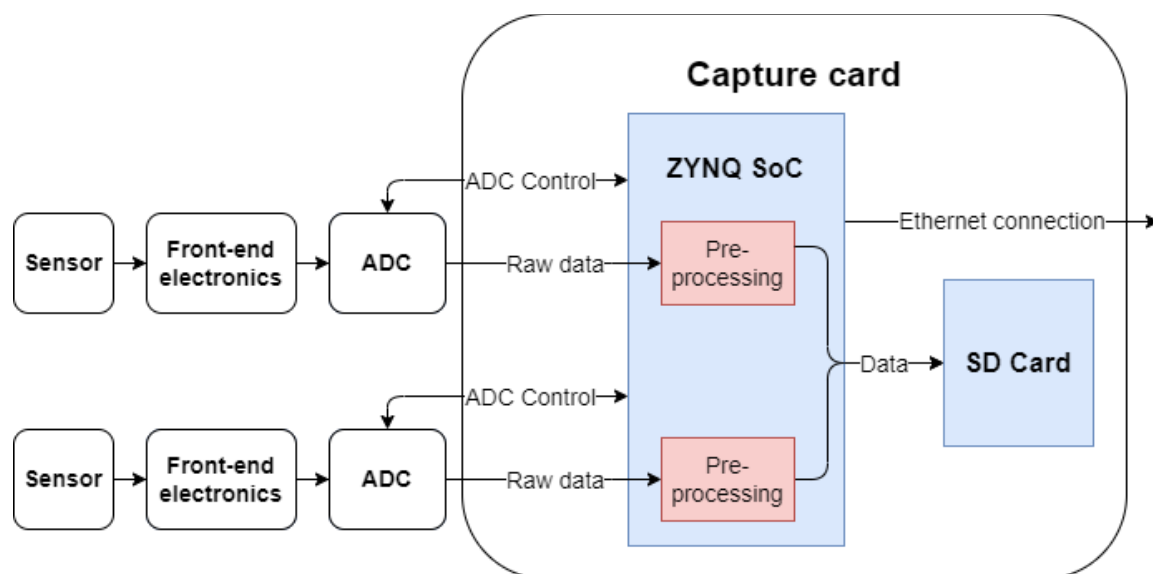 Capture card
ADC Control
ZYNQ SoC
Ethernet connection
Sensor
Front-end
electronics
ADC
Raw data
Pre-
processing
Data
SD Card
ADC Control
Sensor
Front-end
electronics
ADC
Raw data
Pre-
processing